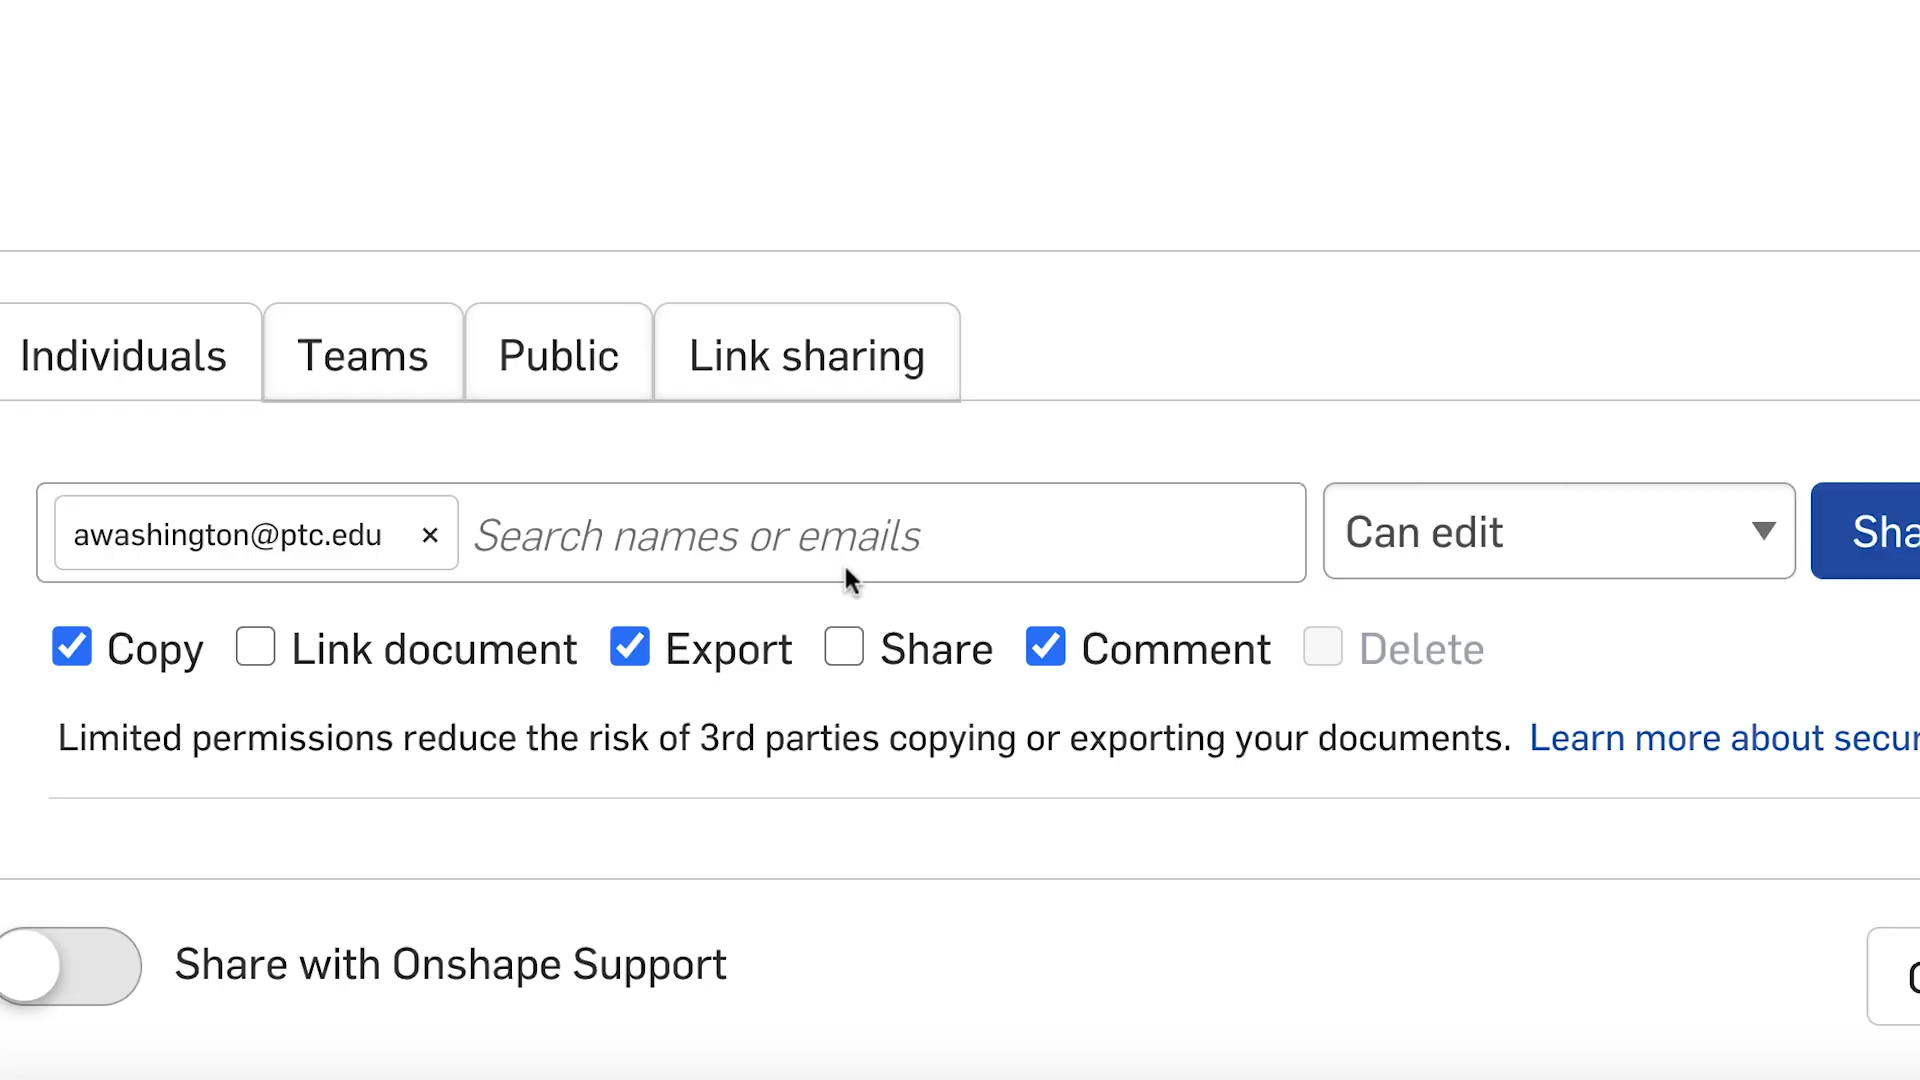 Individuals Teams Public Link sharing
awashington@ptc.edu × Search names or emails Can edit Sha
Copy Link document Export Share Comment Delete
Limited permissions reduce the risk of 3rd parties copying or exporting your documents. Learn more about secur
Share with Onshape Support